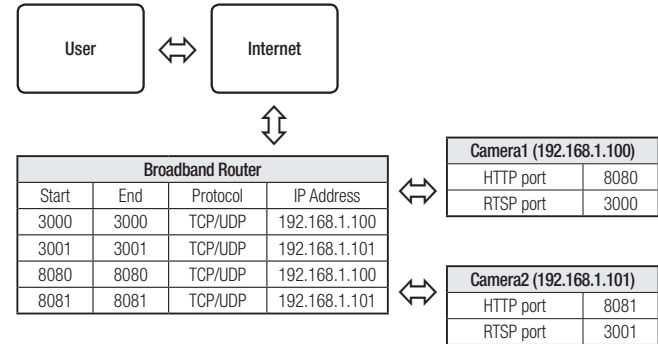 User
Internet
Broadband Router
Start End Protocol IP Address
3000 3000 TCP/UDP 192.168.1.100
3001 3001 TCP/UDP 192.168.1.101
8080 8080 TCP/UDP 192.168.1.100
8081 8081 TCP/UDP 192.168.1.101
Camera1 (192.168.1.100)
HTTP port 8080
RTSP port 3000
Camera2 (192.168.1.101)
HTTP port 8081
RTSP port 3001